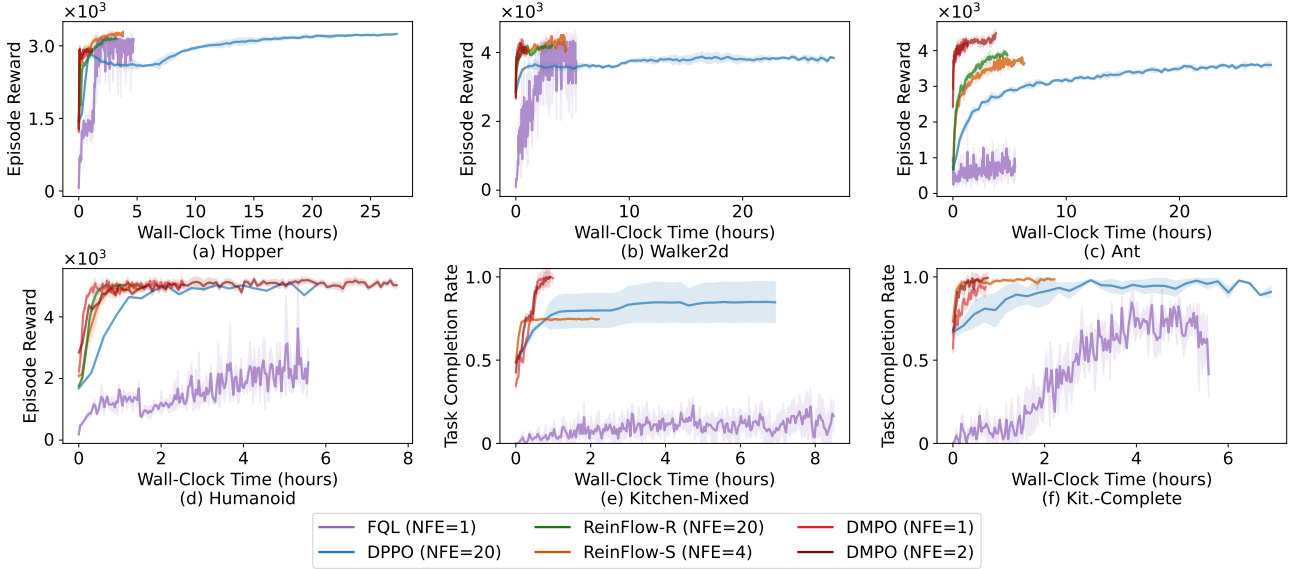 ×10³
3.0
1.5
0
Episode Reward
0 5 10 15 20 25
Wall-Clock Time (hours)
(a) Hopper
×10³
4
2
0
Episode Reward
0 10 20
Wall-Clock Time (hours)
(b) Walker2d
×10³
4
3
2
1
0
Episode Reward
0 10 20
Wall-Clock Time (hours)
(c) Ant
×10³
4
2
0
Episode Reward
0 2 4 6 8
Wall-Clock Time (hours)
(d) Humanoid
1.0
0.5
0
Task Completion Rate
0 2 4 6 8
Wall-Clock Time (hours)
(e) Kitchen-Mixed
1.0
0.5
0
Task Completion Rate
0 2 4 6
Wall-Clock Time (hours)
(f) Kit.-Complete
FQL (NFE=1)
DPPO (NFE=20)
ReinFlow-R (NFE=20)
ReinFlow-S (NFE=4)
DMPO (NFE=1)
DMPO (NFE=2)